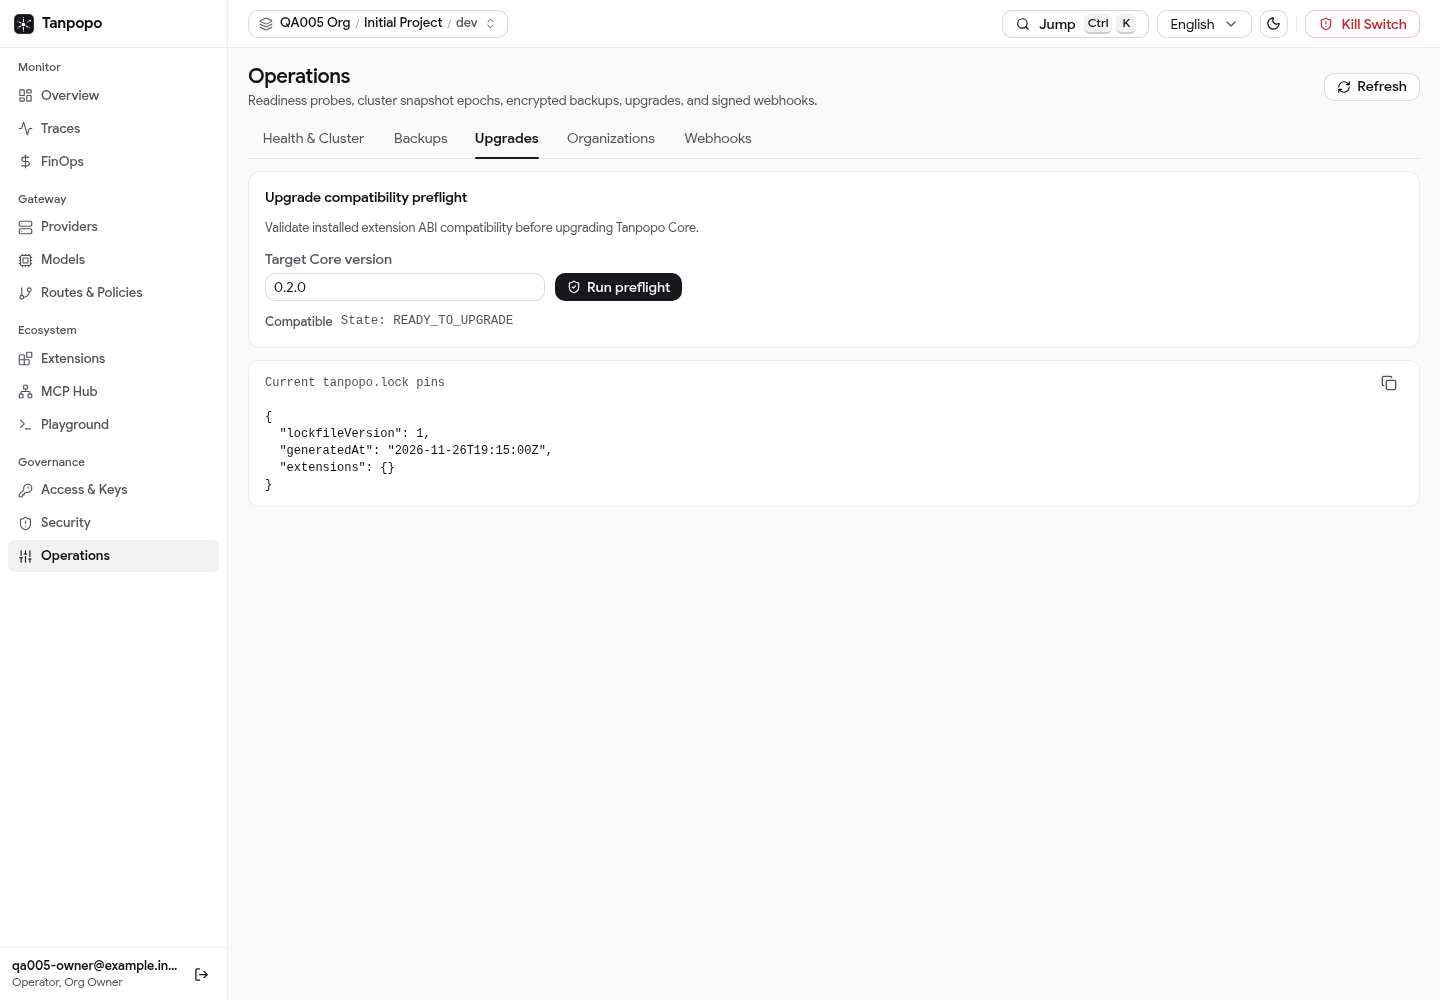 Tanpopo
QA005 Org / Initial Project / dev
Jump Ctrl K
English
Kill Switch
Monitor
Overview
Traces
FinOps
Gateway
Providers
Models
Routes & Policies
Ecosystem
Extensions
MCP Hub
Playground
Governance
Access & Keys
Security
Operations
qa005-owner@example.in...
Operator, Org Owner
Operations
Readiness probes, cluster snapshot epochs, encrypted backups, upgrades, and signed webhooks.
Refresh
Health & Cluster Backups Upgrades Organizations Webhooks
Upgrade compatibility preflight
Validate installed extension ABI compatibility before upgrading Tanpopo Core.
Target Core version
0.2.0 Run preflight
Compatible State: READY_TO_UPGRADE
Current tanpopo.lock pins
{
  "lockfileVersion": 1,
  "generatedAt": "2026-11-26T19:15:00Z",
  "extensions": {}
}